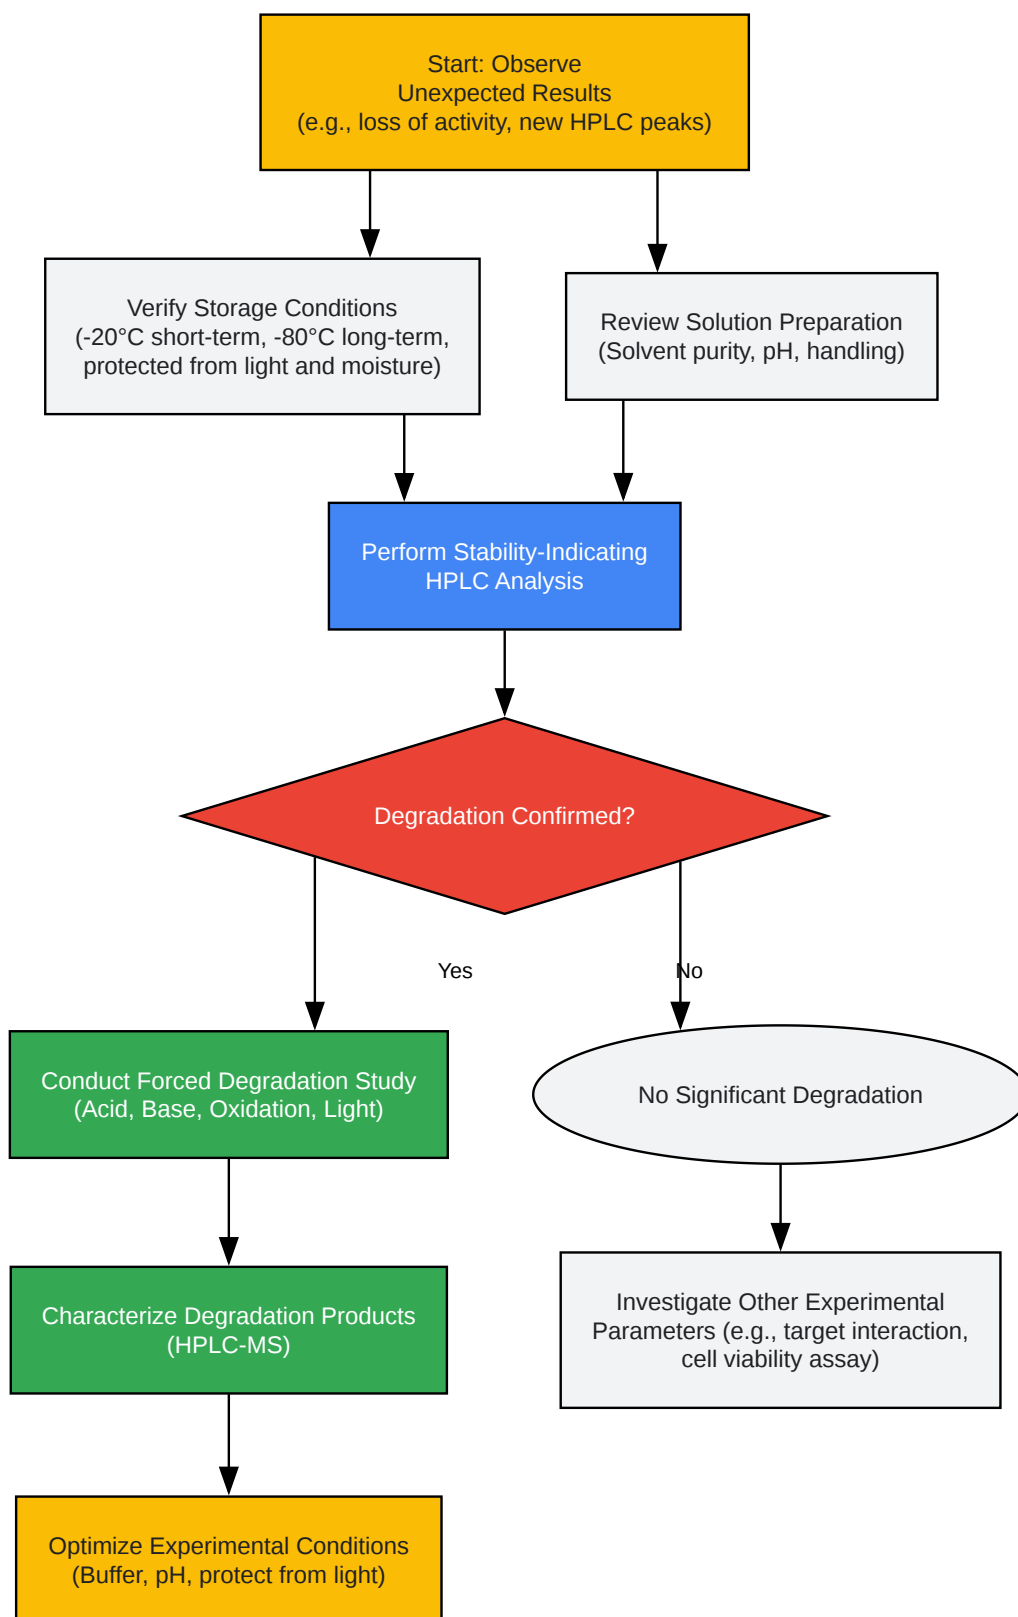 Start: Observe
Unexpected Results
(e.g., loss of activity, new HPLC peaks)
Verify Storage Conditions
(-20°C short-term, -80°C long-term,
protected from light and moisture)
Review Solution Preparation
(Solvent purity, pH, handling)
Perform Stability-Indicating
HPLC Analysis
Degradation Confirmed?
Yes
No
Conduct Forced Degradation Study
(Acid, Base, Oxidation, Light)
No Significant Degradation
Characterize Degradation Products
(HPLC-MS)
Investigate Other Experimental
Parameters (e.g., target interaction,
cell viability assay)
Optimize Experimental Conditions
(Buffer, pH, protect from light)